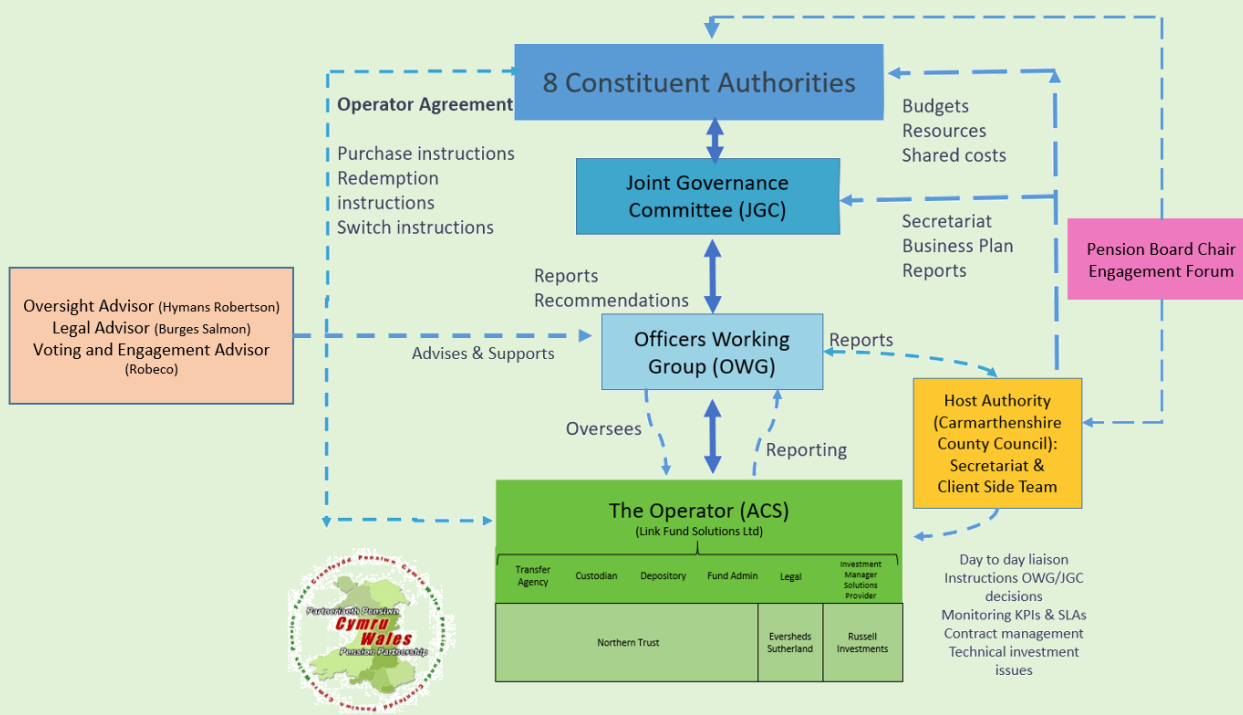 8 Constituent Authorities
Operator Agreement
Purchase instructions
Redemption
instructions
Switch instructions
Budgets
Resources
Shared costs
Joint Governance
Committee (JGC)
Secretariat
Business Plan
Reports
Pension Board Chair
Engagement Forum
Reports
Recommendations
Oversight Advisor (Hymans Robertson)
Legal Advisor (Burges Salmon)
Voting and Engagement Advisor
(Robeco)
Advises & Supports
Officers Working
Group (OWG)
Reports
Host Authority
(Carmarthenshire
County Council):
Secretariat &
Client Side Team
Oversees
Reporting
The Operator (ACS)
(Link Fund Solutions Ltd)
Transfer
Agency
Custodian
Depository
Fund Admin
Legal
Investment
Manager
Solutions
Provider
Northern Trust
Eversheds
Sutherland
Russell
Investments
Day to day liaison
Instructions OWG/JGC
decisions
Monitoring KPIs & SLAs
Contract management
Technical investment
issues
Partneriaeth Pensiwn
Cymru
Wales
Pension Partnership